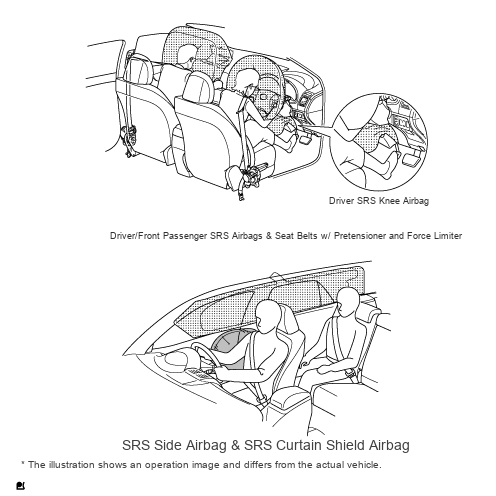 Driver SRS Knee Airbag
Driver/Front Passenger SRS Airbags & Seat Belts w/ Pretensioner and Force Limiter
SRS Side Airbag & SRS Curtain Shield Airbag
* The illustration shows an operation image and differs from the actual vehicle.